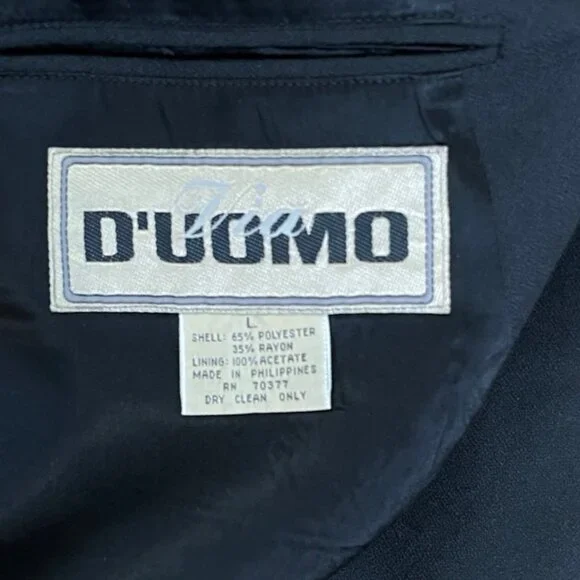 Via
D'UOMO
L
SHELL: 65% POLYESTER
35% RAYON
LINING: 100% ACETATE
MADE IN PHILIPPINES
RN 70377
DRY CLEAN ONLY